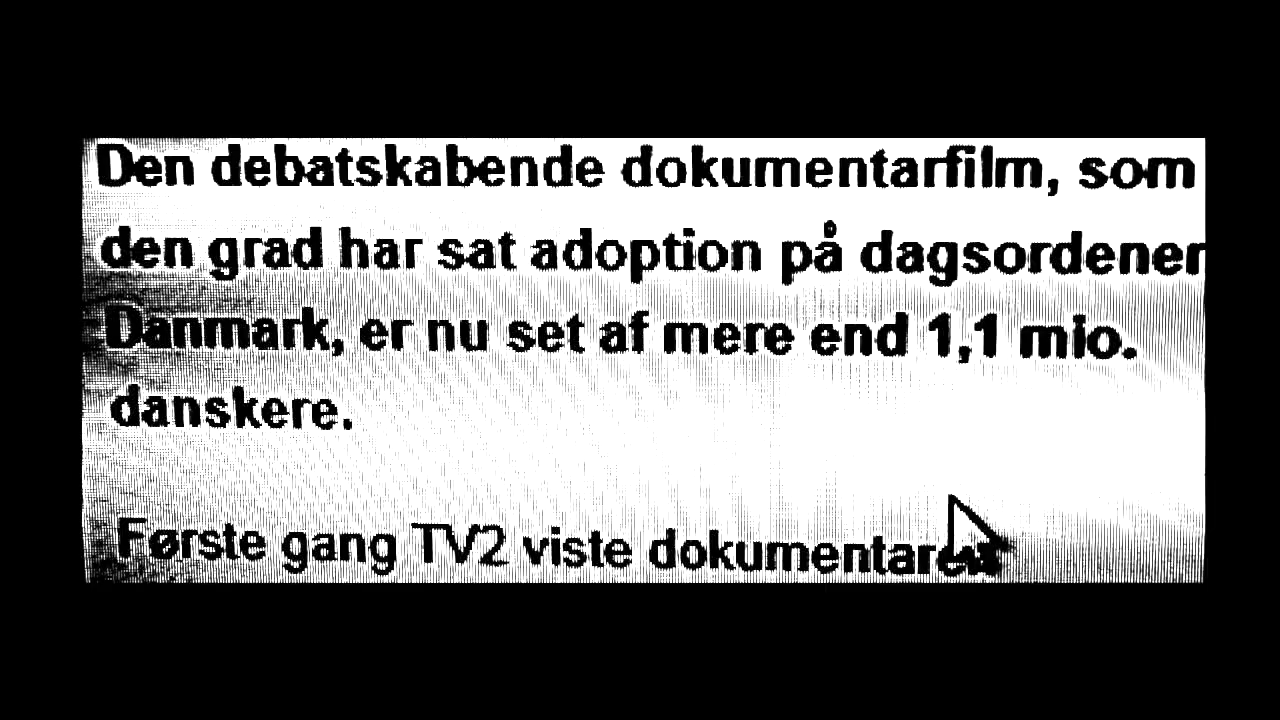 Den debatskabende dokumentarfilm, som
den grad har sat adoption på dagsordenen
Danmark, er nu set af mere end 1,1 mio.
danskere.
Første gang TV2 viste dokumentaren